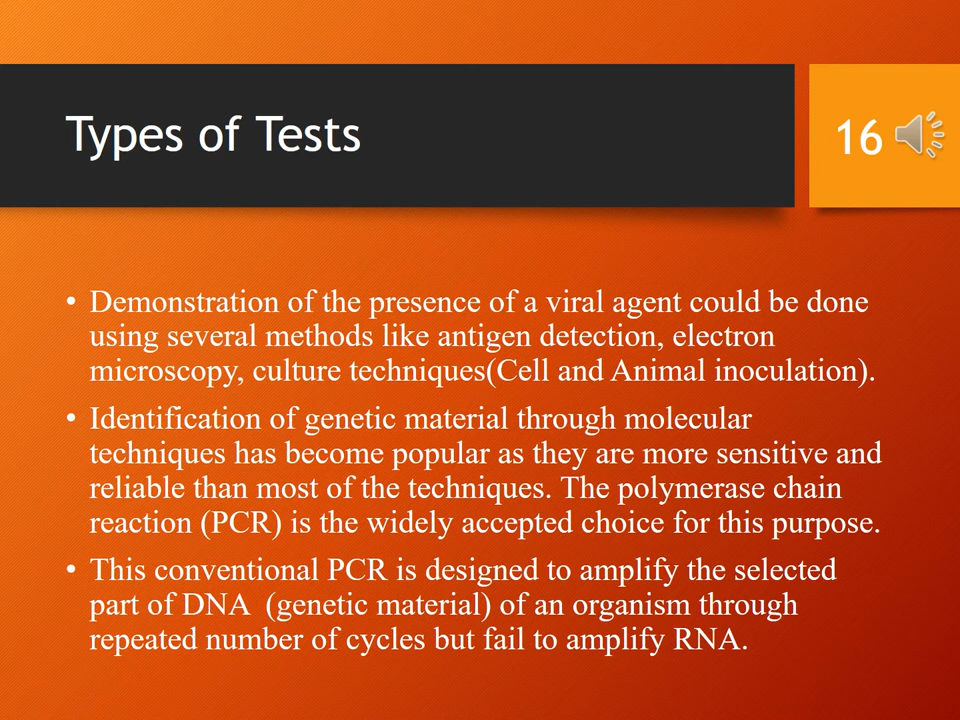 Types of Tests
16
• Demonstration of the presence of a viral agent could be done
using several methods like antigen detection, electron
microscopy, culture techniques(Cell and Animal inoculation).
• Identification of genetic material through molecular
techniques has become popular as they are more sensitive and
reliable than most of the techniques. The polymerase chain
reaction (PCR) is the widely accepted choice for this purpose.
• This conventional PCR is designed to amplify the selected
part of DNA  (genetic material) of an organism through
repeated number of cycles but fail to amplify RNA.